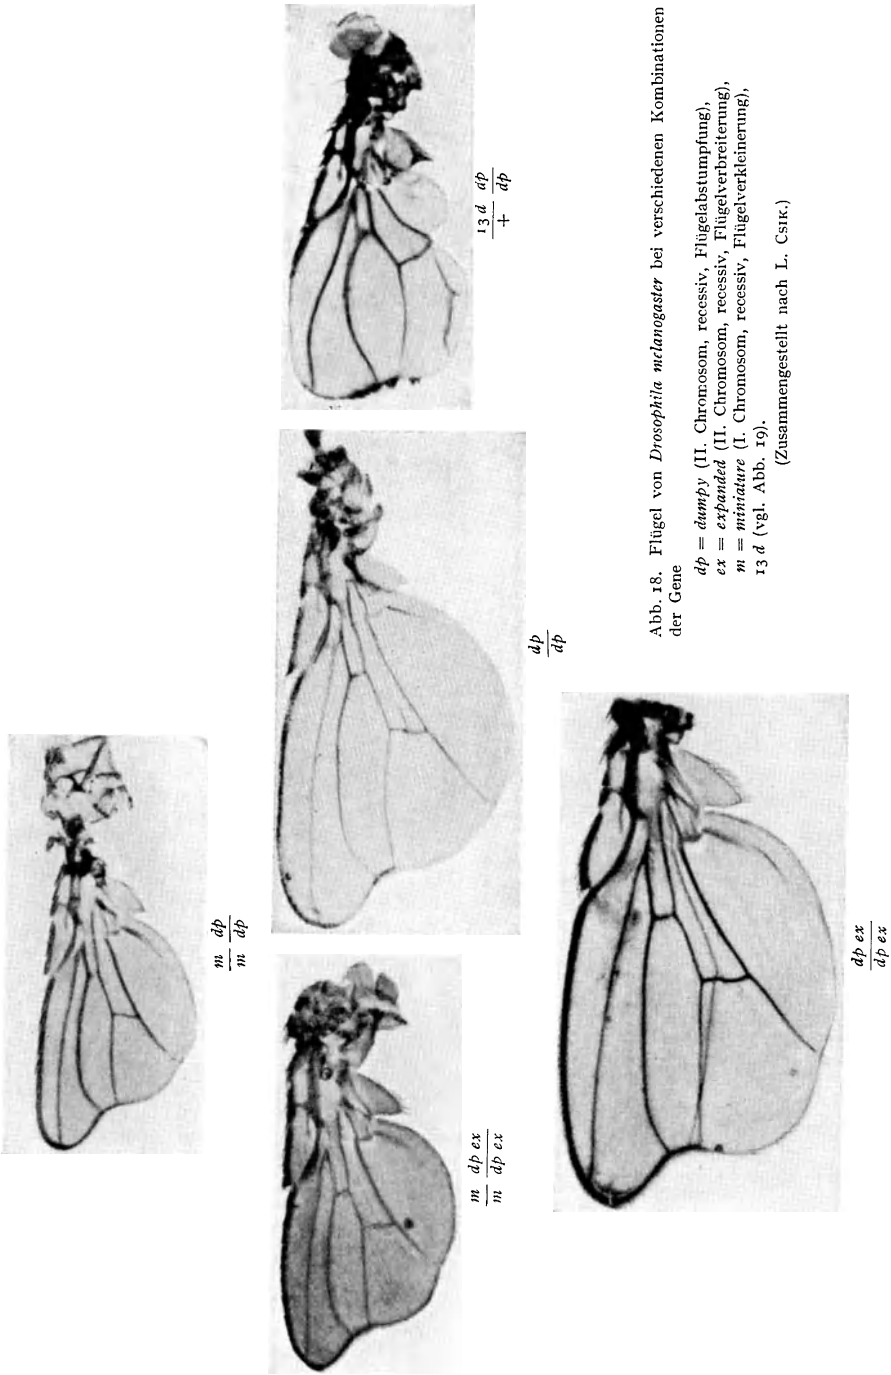 13 d dp
+ dp
dp
dp
m dp
m dp
m dp ex
m dp ex
dp ex
dp ex
Abb. 18. Flügel von Drosophila melanogaster bei verschiedenen Kombinationen
der Gene
dp = dumpy (II. Chromosom, recessiv, Flügelabstumpfung),
ex = expanded (II. Chromosom, recessiv, Flügelverbreiterung),
m = miniature (I. Chromosom, recessiv, Flügelverkleinerung),
13 d (vgl. Abb. 19).
(Zusammengestellt nach L. CSIK.)